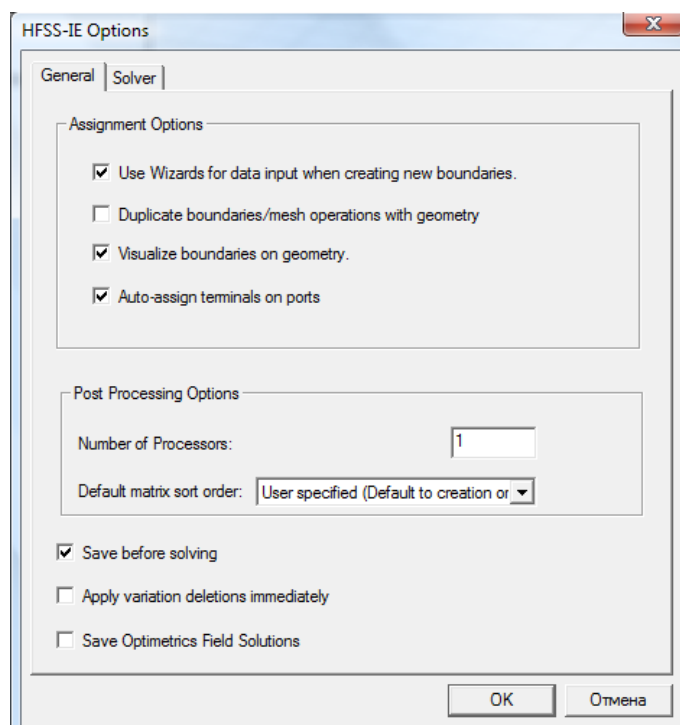 HFSS-IE Options
General
Solver
Assignment Options
Use Wizards for data input when creating new boundaries.
Duplicate boundaries/mesh operations with geometry
Visualize boundaries on geometry.
Auto-assign terminals on ports
Post Processing Options
Number of Processors: 1
Default matrix sort order: User specified (Default to creation or
Save before solving
Apply variation deletions immediately
Save Optimetrics Field Solutions
OK Отмена